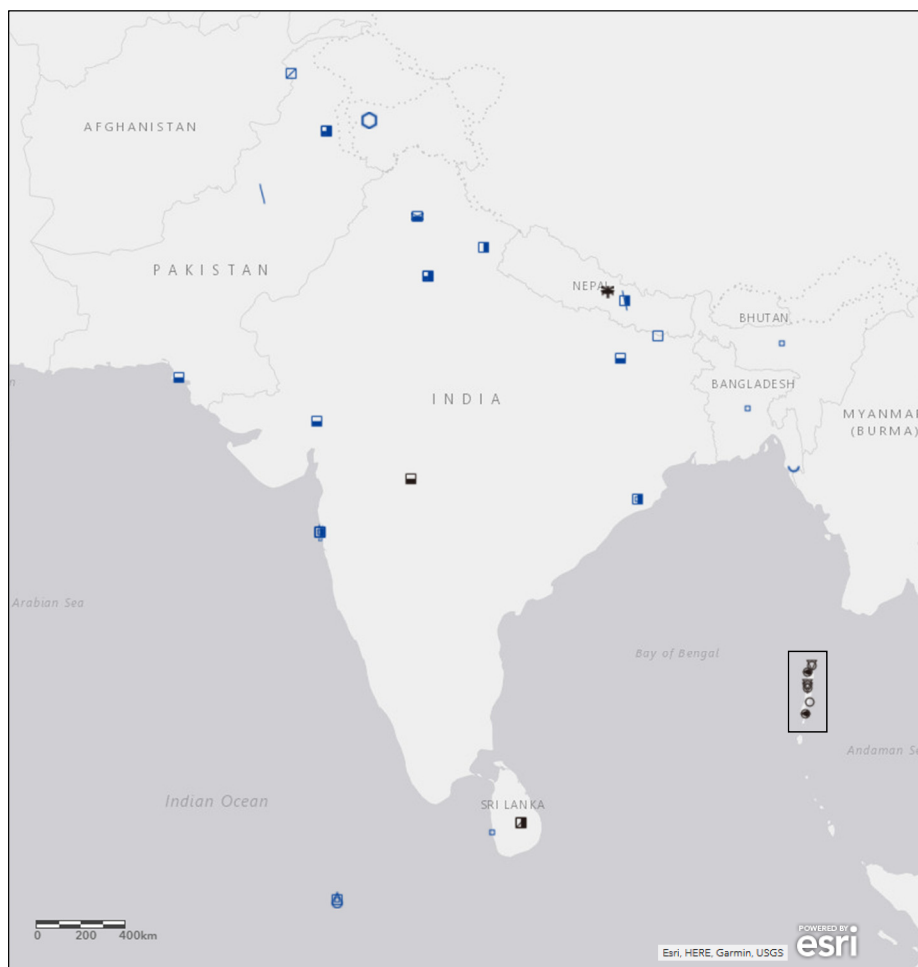 AFGHANISTAN
PAKISTAN
NEPAL
BHUTAN
BANGLADESH
INDIA
MYANMAR
(BURMA)
Arabian Sea
Bay of Bengal
Andaman Se
Indian Ocean
SRI LANKA
0 200 400km
POWERED BY
esri
Esri, HERE, Garmin, USGS